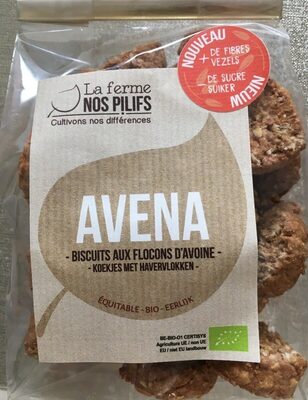 La ferme
NOS PILIFS
Cultivons nos différences
NOUVEAU
+ DE FIBRES
VEZELS
- DE SUCRE
SUIKER
NIEUW
AVENA
- BISCUITS AUX FLOCONS D'AVOINE -
- KOEKJES MET HAVERVLOKKEN -
ÉQUITABLE - BIO - EERLIJK
BE-BIO-01 CERTISYS
Agriculture UE / non UE
EU / niet EU landbouw